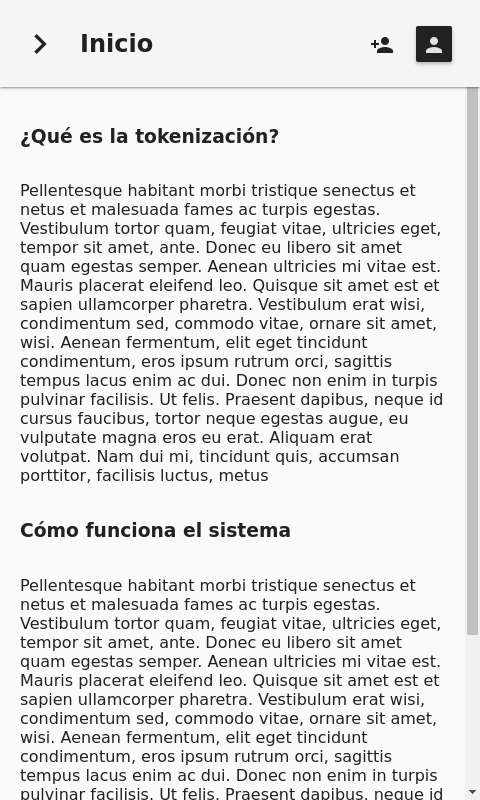 Inicio
¿Qué es la tokenización?
Pellentesque habitant morbi tristique senectus et
netus et malesuada fames ac turpis egestas.
Vestibulum tortor quam, feugiat vitae, ultricies eget,
tempor sit amet, ante. Donec eu libero sit amet
quam egestas semper. Aenean ultricies mi vitae est.
Mauris placerat eleifend leo. Quisque sit amet est et
sapien ullamcorper pharetra. Vestibulum erat wisi,
condimentum sed, commodo vitae, ornare sit amet,
wisi. Aenean fermentum, elit eget tincidunt
condimentum, eros ipsum rutrum orci, sagittis
tempus lacus enim ac dui. Donec non enim in turpis
pulvinar facilisis. Ut felis. Praesent dapibus, neque id
cursus faucibus, tortor neque egestas augue, eu
vulputate magna eros eu erat. Aliquam erat
volutpat. Nam dui mi, tincidunt quis, accumsan
porttitor, facilisis luctus, metus
Cómo funciona el sistema
Pellentesque habitant morbi tristique senectus et
netus et malesuada fames ac turpis egestas.
Vestibulum tortor quam, feugiat vitae, ultricies eget,
tempor sit amet, ante. Donec eu libero sit amet
quam egestas semper. Aenean ultricies mi vitae est.
Mauris placerat eleifend leo. Quisque sit amet est et
sapien ullamcorper pharetra. Vestibulum erat wisi,
condimentum sed, commodo vitae, ornare sit amet,
wisi. Aenean fermentum, elit eget tincidunt
condimentum, eros ipsum rutrum orci, sagittis
tempus lacus enim ac dui. Donec non enim in turpis
pulvinar facilisis. Ut felis. Praesent dapibus, neque id